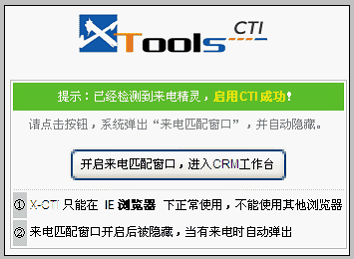 XTools CTI
提示：已经检测到来电精灵，启用CTI成功！
请点击按钮，系统弹出“来电匹配窗口”，并自动隐藏。
开启来电匹配窗口，进入CRM工作台
① X-CTI 只能在 IE 浏览器 下正常使用，不能使用其他浏览器
② 来电匹配窗口开启后被隐藏，当有来电时自动弹出